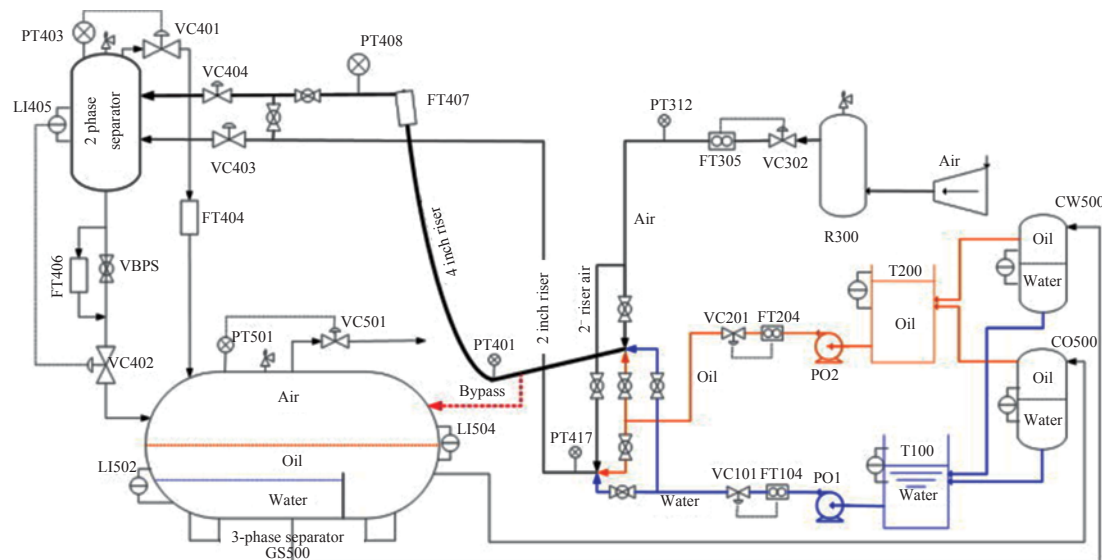 PT403
VC401
PT408
VC404
LI405
2 phase
separator
FT407
VC403
PT312
FT305
VC302
Air
R300
CW500
Oil
Water
Air
FT404
4 inch riser
2 inch riser
2⁻ riser air
FT406
VBPS
T200
Oil
VC201
FT204
PO2
CO500
Oil
Water
PT501
VC501
PT401
Bypass
Oil
VC402
Air
LI504
PT417
LI502
Oil
Water
T100
Water
VC101
FT104
PO1
Water
3-phase separator
GS500